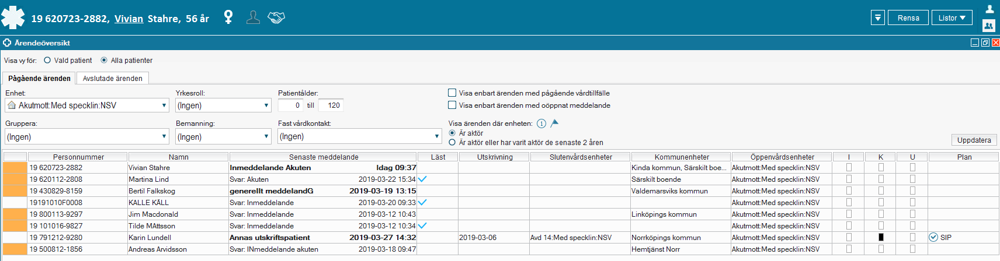 19 620723-2882, Vivian Stahre, 56 år
Rensa
Listor
Ärendeöversikt
Visa vy för: Vald patient Alla patienter
Pågående ärenden Avslutade ärenden
Enhet: Yrkesroll: Patientålder: Visa enbart ärenden med pågående vårdtillfälle
Akutmott:Med specklin:NSV (Ingen) 0 till 120 Visa enbart ärenden med oöppnat meddelande
Gruppera: Bemanning: Fast vårdkontakt: Visa ärenden där enheten: i
(Ingen) (Ingen) (Ingen) Är aktör
Är aktör eller har varit aktör de senaste 2 åren
Uppdatera
Personnummer Namn Senaste meddelande Läst Utskrivning Slutenvårdsenheter Kommunenheter Öppenvårdsenheter I K U Plan
19 620723-2882 Vivian Stahre Inmeddelande Akuten Idag 09:37 Kinda kommun, Särskilt boe... Akutmott:Med specklin:NSV
19 620112-2808 Martina Lind Svar: Akuten 2019-03-22 15:34 Särskilt boende Akutmott:Med specklin:NSV
19 430829-8159 Bertil Falkskog generellt meddelandG 2019-03-19 13:15 Valdemarsviks kommun Akutmott:Med specklin:NSV
19191010F0008 KALLE KÄLL Svar: Inmeddelande 2019-03-20 09:33 Akutmott:Med specklin:NSV
19 800113-9297 Jim Macdonald Svar: Inmeddelande 2019-03-12 10:43 Linköpings kommun Akutmott:Med specklin:NSV
19 101016-9827 Tilde MAttsson Svar: Inmeddelande 2019-03-12 10:34 Akutmott:Med specklin:NSV
19 791212-9280 Karin Lundell Annas utskriftspatient 2019-03-27 14:32 2019-03-06 Avd 14:Med specklin:NSV Norrköpings kommun Akutmott:Med specklin:NSV SIP
19 500812-1856 Andreas Arvidsson Svar: INmeddelande akuten 2019-03-18 09:47 Hemtjänst Norr Akutmott:Med specklin:NSV